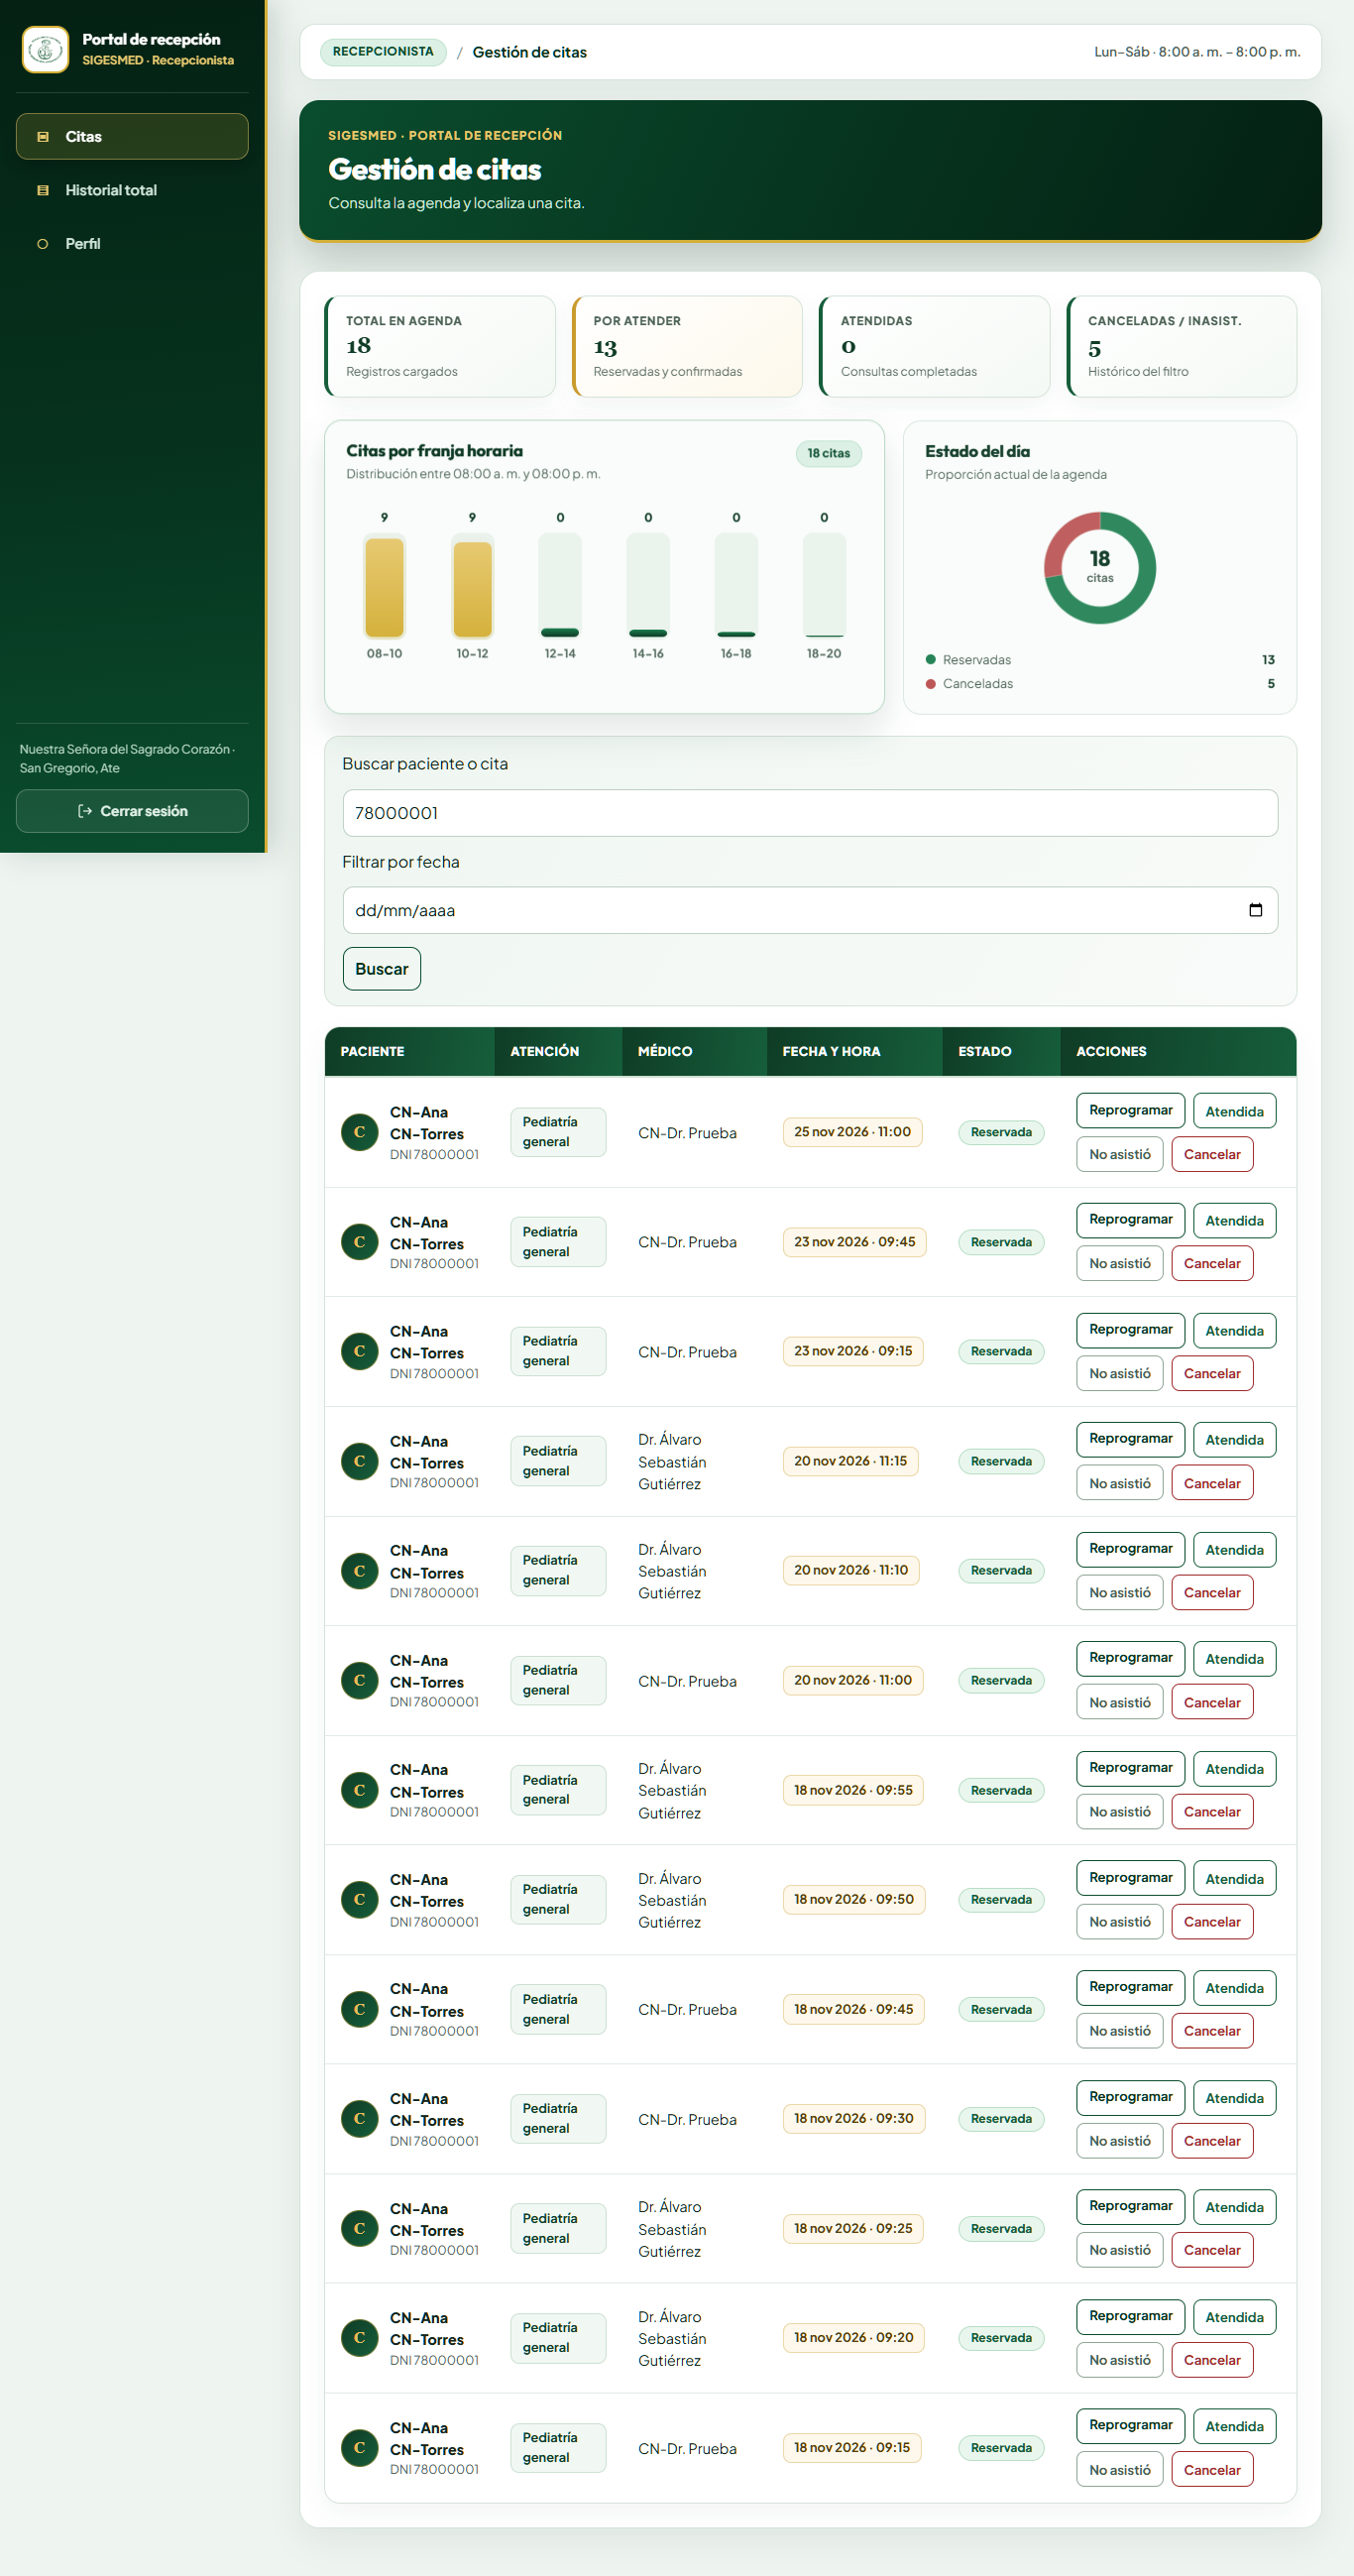 Portal de recepción
SIGESMED · Recepcionista
Citas
Historial total
Perfil
Nuestra Señora del Sagrado Corazón ·
San Gregorio, Ate
Cerrar sesión
RECEPCIONISTA / Gestión de citas
Lun–Sáb · 8:00 a. m. – 8:00 p. m.
SIGESMED · PORTAL DE RECEPCIÓN
Gestión de citas
Consulta la agenda y localiza una cita.
TOTAL EN AGENDA
18
Registros cargados
POR ATENDER
13
Reservadas y confirmadas
ATENDIDAS
0
Consultas completadas
CANCELADAS / INASIST.
5
Histórico del filtro
Citas por franja horaria
18 citas
Distribución entre 08:00 a. m. y 08:00 p. m.
9 9 0 0 0 0
08–10 10–12 12–14 14–16 16–18 18–20
Estado del día
Proporción actual de la agenda
18
citas
Reservadas 13
Canceladas 5
Buscar paciente o cita
78000001
Filtrar por fecha
dd/mm/aaaa
Buscar
PACIENTE ATENCIÓN MÉDICO FECHA Y HORA ESTADO ACCIONES
C
CN-Ana
CN-Torres
DNI 78000001
Pediatría
general
CN-Dr. Prueba
25 nov 2026 · 11:00
Reservada
Reprogramar Atendida
No asistió Cancelar
C
CN-Ana
CN-Torres
DNI 78000001
Pediatría
general
CN-Dr. Prueba
23 nov 2026 · 09:45
Reservada
Reprogramar Atendida
No asistió Cancelar
C
CN-Ana
CN-Torres
DNI 78000001
Pediatría
general
CN-Dr. Prueba
23 nov 2026 · 09:15
Reservada
Reprogramar Atendida
No asistió Cancelar
C
CN-Ana
CN-Torres
DNI 78000001
Pediatría
general
Dr. Álvaro
Sebastián
Gutiérrez
20 nov 2026 · 11:15
Reservada
Reprogramar Atendida
No asistió Cancelar
C
CN-Ana
CN-Torres
DNI 78000001
Pediatría
general
Dr. Álvaro
Sebastián
Gutiérrez
20 nov 2026 · 11:10
Reservada
Reprogramar Atendida
No asistió Cancelar
C
CN-Ana
CN-Torres
DNI 78000001
Pediatría
general
CN-Dr. Prueba
20 nov 2026 · 11:00
Reservada
Reprogramar Atendida
No asistió Cancelar
C
CN-Ana
CN-Torres
DNI 78000001
Pediatría
general
Dr. Álvaro
Sebastián
Gutiérrez
18 nov 2026 · 09:55
Reservada
Reprogramar Atendida
No asistió Cancelar
C
CN-Ana
CN-Torres
DNI 78000001
Pediatría
general
Dr. Álvaro
Sebastián
Gutiérrez
18 nov 2026 · 09:50
Reservada
Reprogramar Atendida
No asistió Cancelar
C
CN-Ana
CN-Torres
DNI 78000001
Pediatría
general
CN-Dr. Prueba
18 nov 2026 · 09:45
Reservada
Reprogramar Atendida
No asistió Cancelar
C
CN-Ana
CN-Torres
DNI 78000001
Pediatría
general
CN-Dr. Prueba
18 nov 2026 · 09:30
Reservada
Reprogramar Atendida
No asistió Cancelar
C
CN-Ana
CN-Torres
DNI 78000001
Pediatría
general
Dr. Álvaro
Sebastián
Gutiérrez
18 nov 2026 · 09:25
Reservada
Reprogramar Atendida
No asistió Cancelar
C
CN-Ana
CN-Torres
DNI 78000001
Pediatría
general
Dr. Álvaro
Sebastián
Gutiérrez
18 nov 2026 · 09:20
Reservada
Reprogramar Atendida
No asistió Cancelar
C
CN-Ana
CN-Torres
DNI 78000001
Pediatría
general
CN-Dr. Prueba
18 nov 2026 · 09:15
Reservada
Reprogramar Atendida
No asistió Cancelar